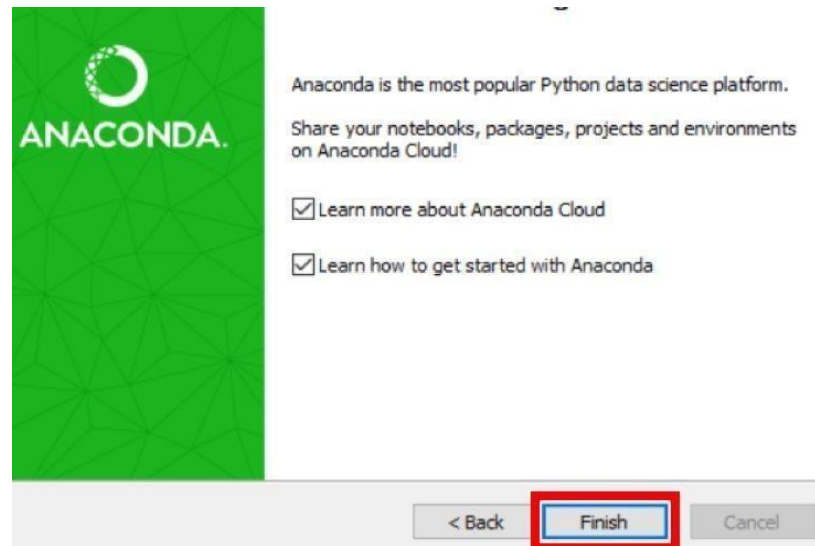 ANACONDA.
Anaconda is the most popular Python data science platform.
Share your notebooks, packages, projects and environments
on Anaconda Cloud!
Learn more about Anaconda Cloud
Learn how to get started with Anaconda
< Back
Finish
Cancel